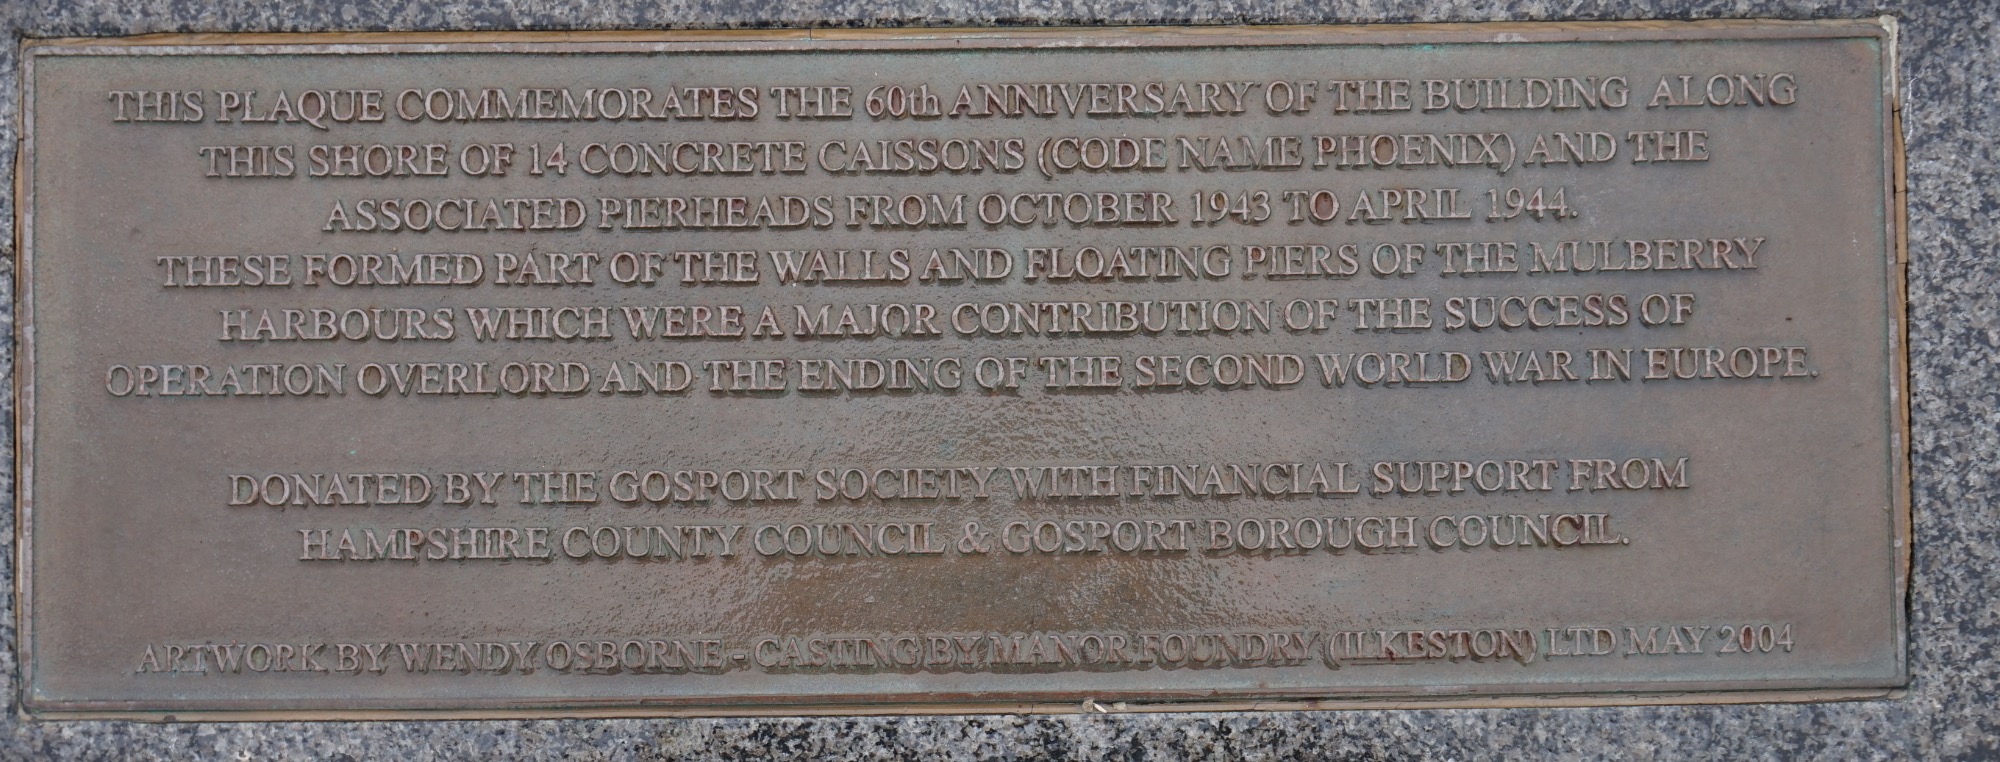 THIS PLAQUE COMMEMORATES THE 60th ANNIVERSARY OF THE BUILDING ALONG
THIS SHORE OF 14 CONCRETE CAISSONS (CODE NAME PHOENIX) AND THE
ASSOCIATED PIERHEADS FROM OCTOBER 1943 TO APRIL 1944.
THESE FORMED PART OF THE WALLS AND FLOATING PIERS OF THE MULBERRY
HARBOURS WHICH WERE A MAJOR CONTRIBUTION OF THE SUCCESS OF
OPERATION OVERLORD AND THE ENDING OF THE SECOND WORLD WAR IN EUROPE.
DONATED BY THE GOSPORT SOCIETY WITH FINANCIAL SUPPORT FROM
HAMPSHIRE COUNTY COUNCIL & GOSPORT BOROUGH COUNCIL.
ARTWORK BY WENDY OSBORNE - CASTING BY MANOR FOUNDRY (ILKESTON) LTD MAY 2004